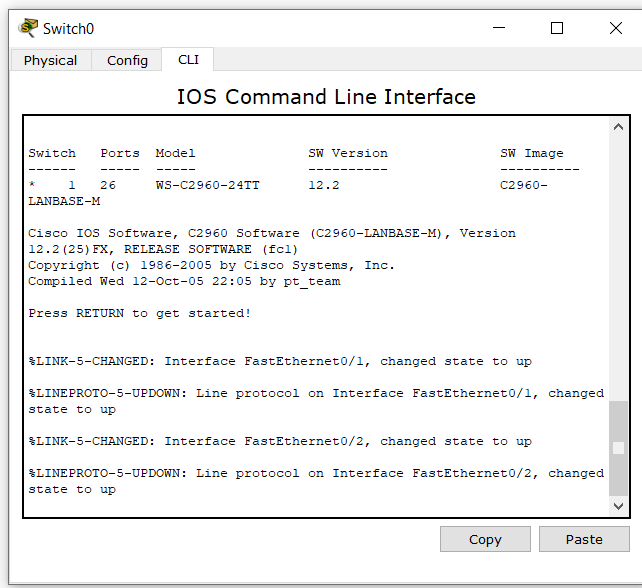 Switch0
Physical Config CLI
IOS Command Line Interface
Switch Ports Model SW Version SW Image
------ ----- ----- ---------- ----------
* 1 26 WS-C2960-24TT 12.2 C2960-
LANBASE-M
Cisco IOS Software, C2960 Software (C2960-LANBASE-M), Version
12.2(25)FX, RELEASE SOFTWARE (fc1)
Copyright (c) 1986-2005 by Cisco Systems, Inc.
Compiled Wed 12-Oct-05 22:05 by pt_team
Press RETURN to get started!
%LINK-5-CHANGED: Interface FastEthernet0/1, changed state to up
%LINEPROTO-5-UPDOWN: Line protocol on Interface FastEthernet0/1, changed
state to up
%LINK-5-CHANGED: Interface FastEthernet0/2, changed state to up
%LINEPROTO-5-UPDOWN: Line protocol on Interface FastEthernet0/2, changed
state to up
Copy Paste